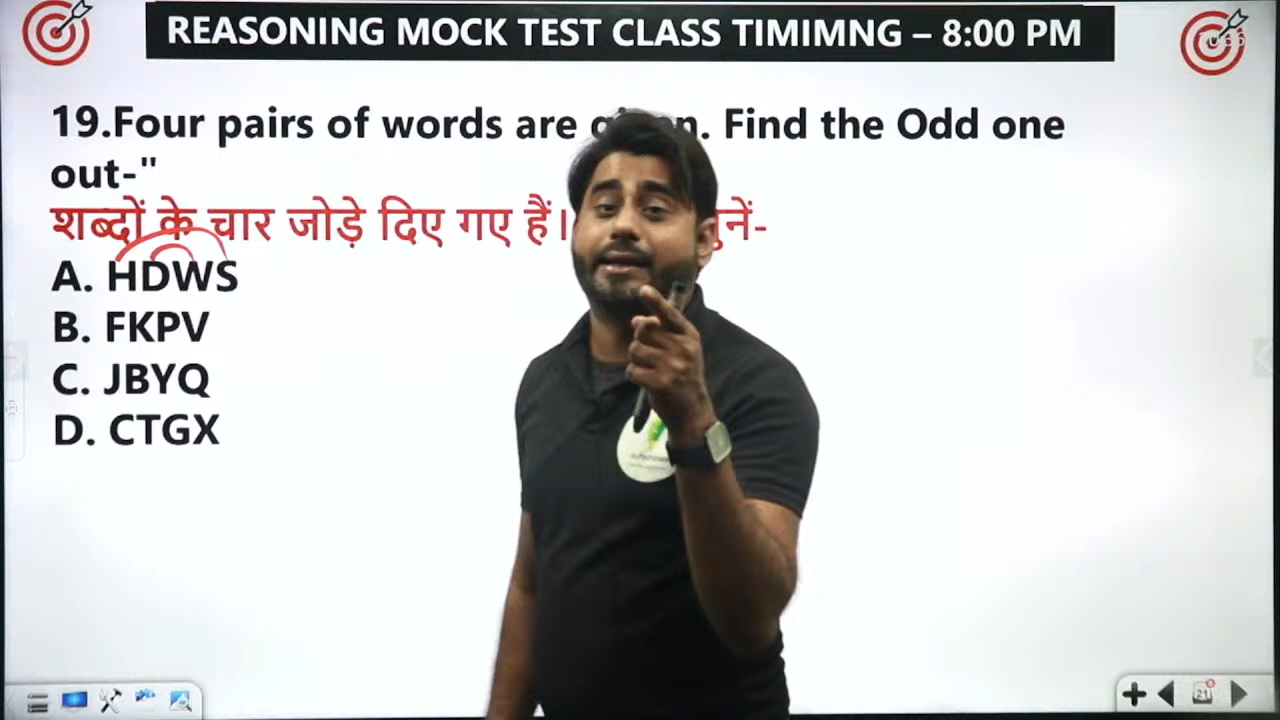 REASONING MOCK TEST CLASS TIMIMNG – 8:00 PM
19.Four pairs of words are. Find the Odd one
out-"
शब्दों के चार जोड़े दिए गए हैं।
A. HDWS
B. FKPV
C. JBYQ
D. CTGX
21